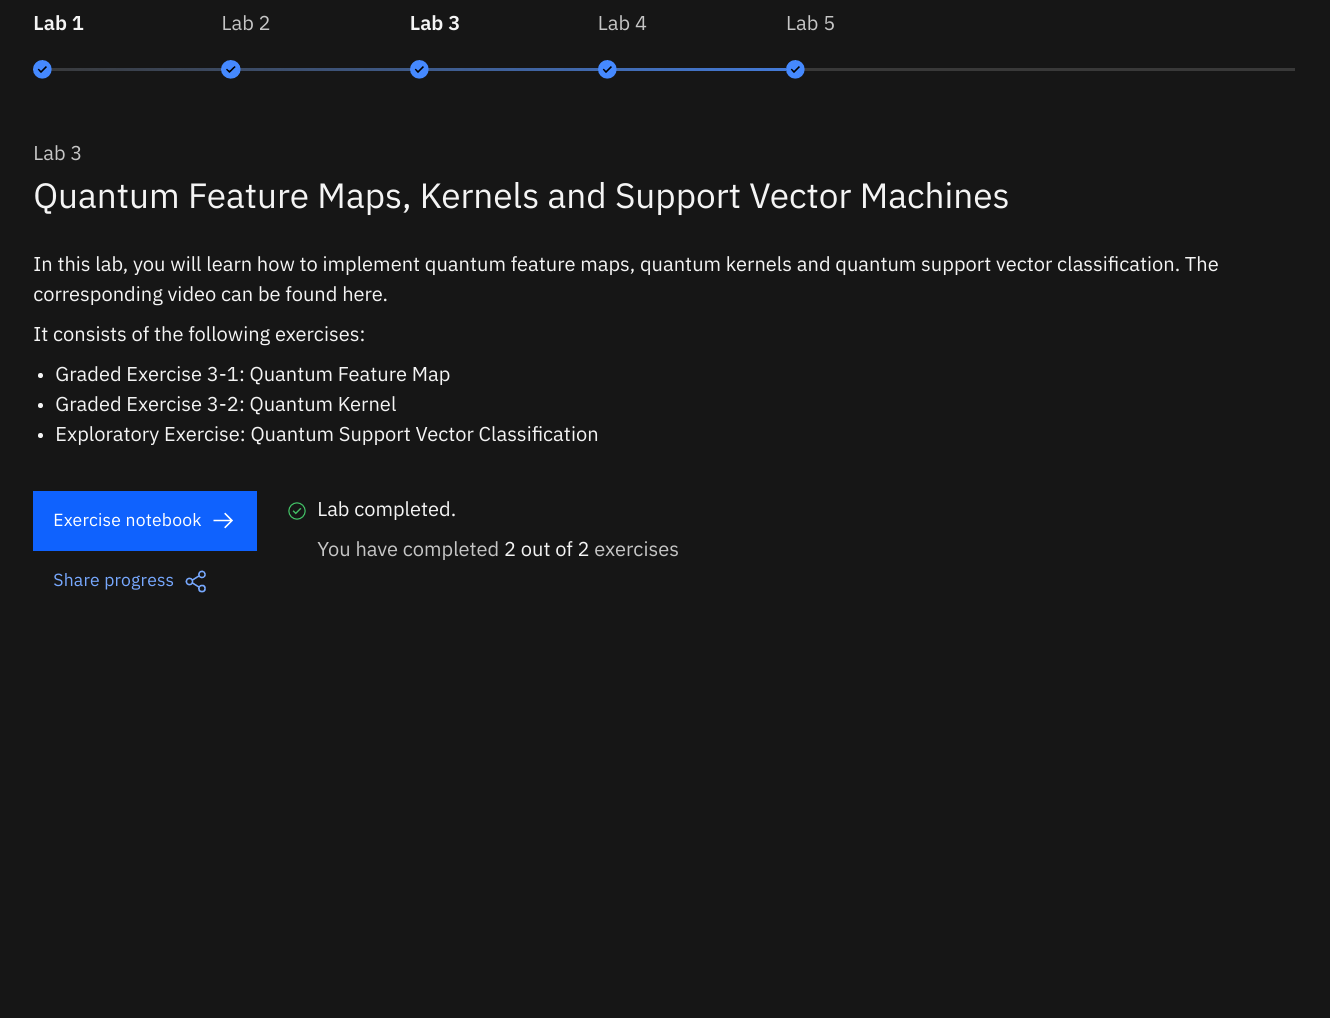 Lab 1
Lab 2
Lab 3
Lab 4
Lab 5
Lab 3
Quantum Feature Maps, Kernels and Support Vector Machines
In this lab, you will learn how to implement quantum feature maps, quantum kernels and quantum support vector classification. The
corresponding video can be found here.
It consists of the following exercises:
• Graded Exercise 3-1: Quantum Feature Map
• Graded Exercise 3-2: Quantum Kernel
• Exploratory Exercise: Quantum Support Vector Classification
Exercise notebook
Lab completed.
You have completed 2 out of 2 exercises
Share progress